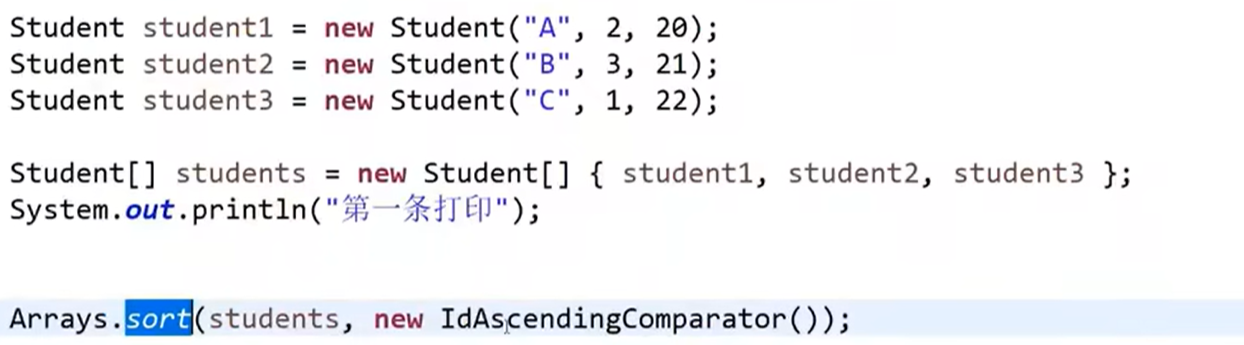 Student student1 = new Student("A", 2, 20);
Student student2 = new Student("B", 3, 21);
Student student3 = new Student("C", 1, 22);
Student[] students = new Student[] { student1, student2, student3 };
System.out.println("第一条打印");
Arrays.sort(students, new IdAscendingComparator());